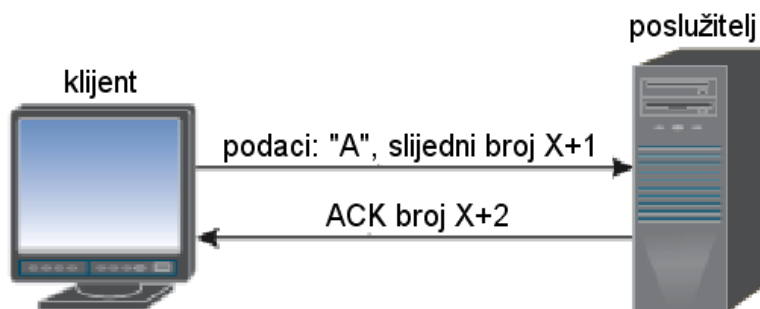 poslužitelj
klijent
podaci: "A", slijedni broj X+1
ACK broj X+2